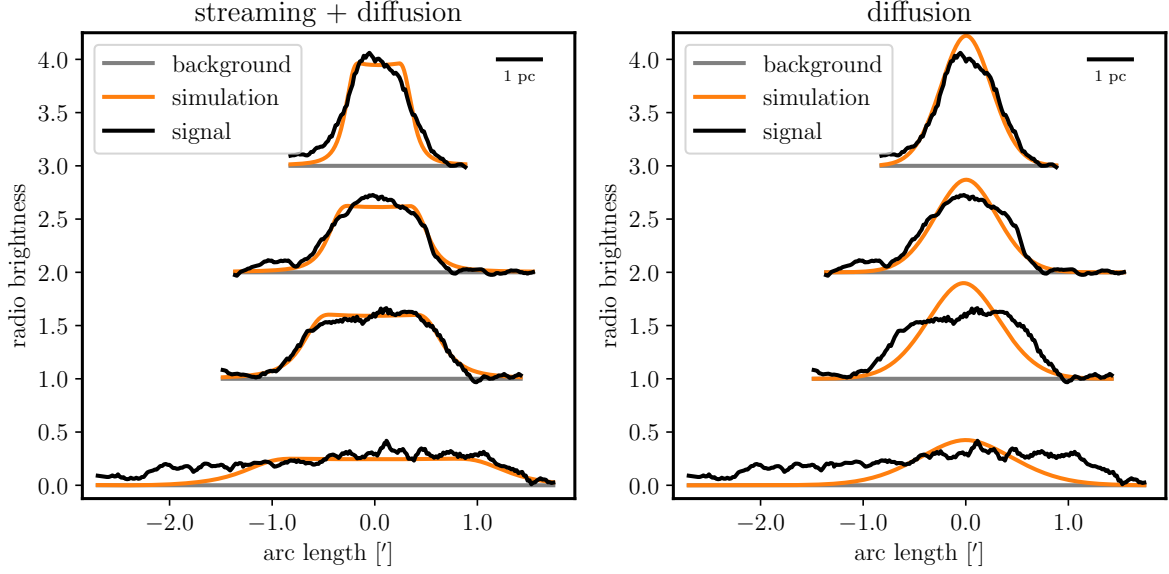 streaming + diffusion
4.0
3.5
3.0
2.5
2.0
1.5
1.0
0.5
0.0
radio brightness
background
simulation
signal
1 pc
−2.0 −1.0 0.0 1.0
arc length [′]
diffusion
4.0
3.5
3.0
2.5
2.0
1.5
1.0
0.5
0.0
radio brightness
background
simulation
signal
1 pc
−2.0 −1.0 0.0 1.0
arc length [′]